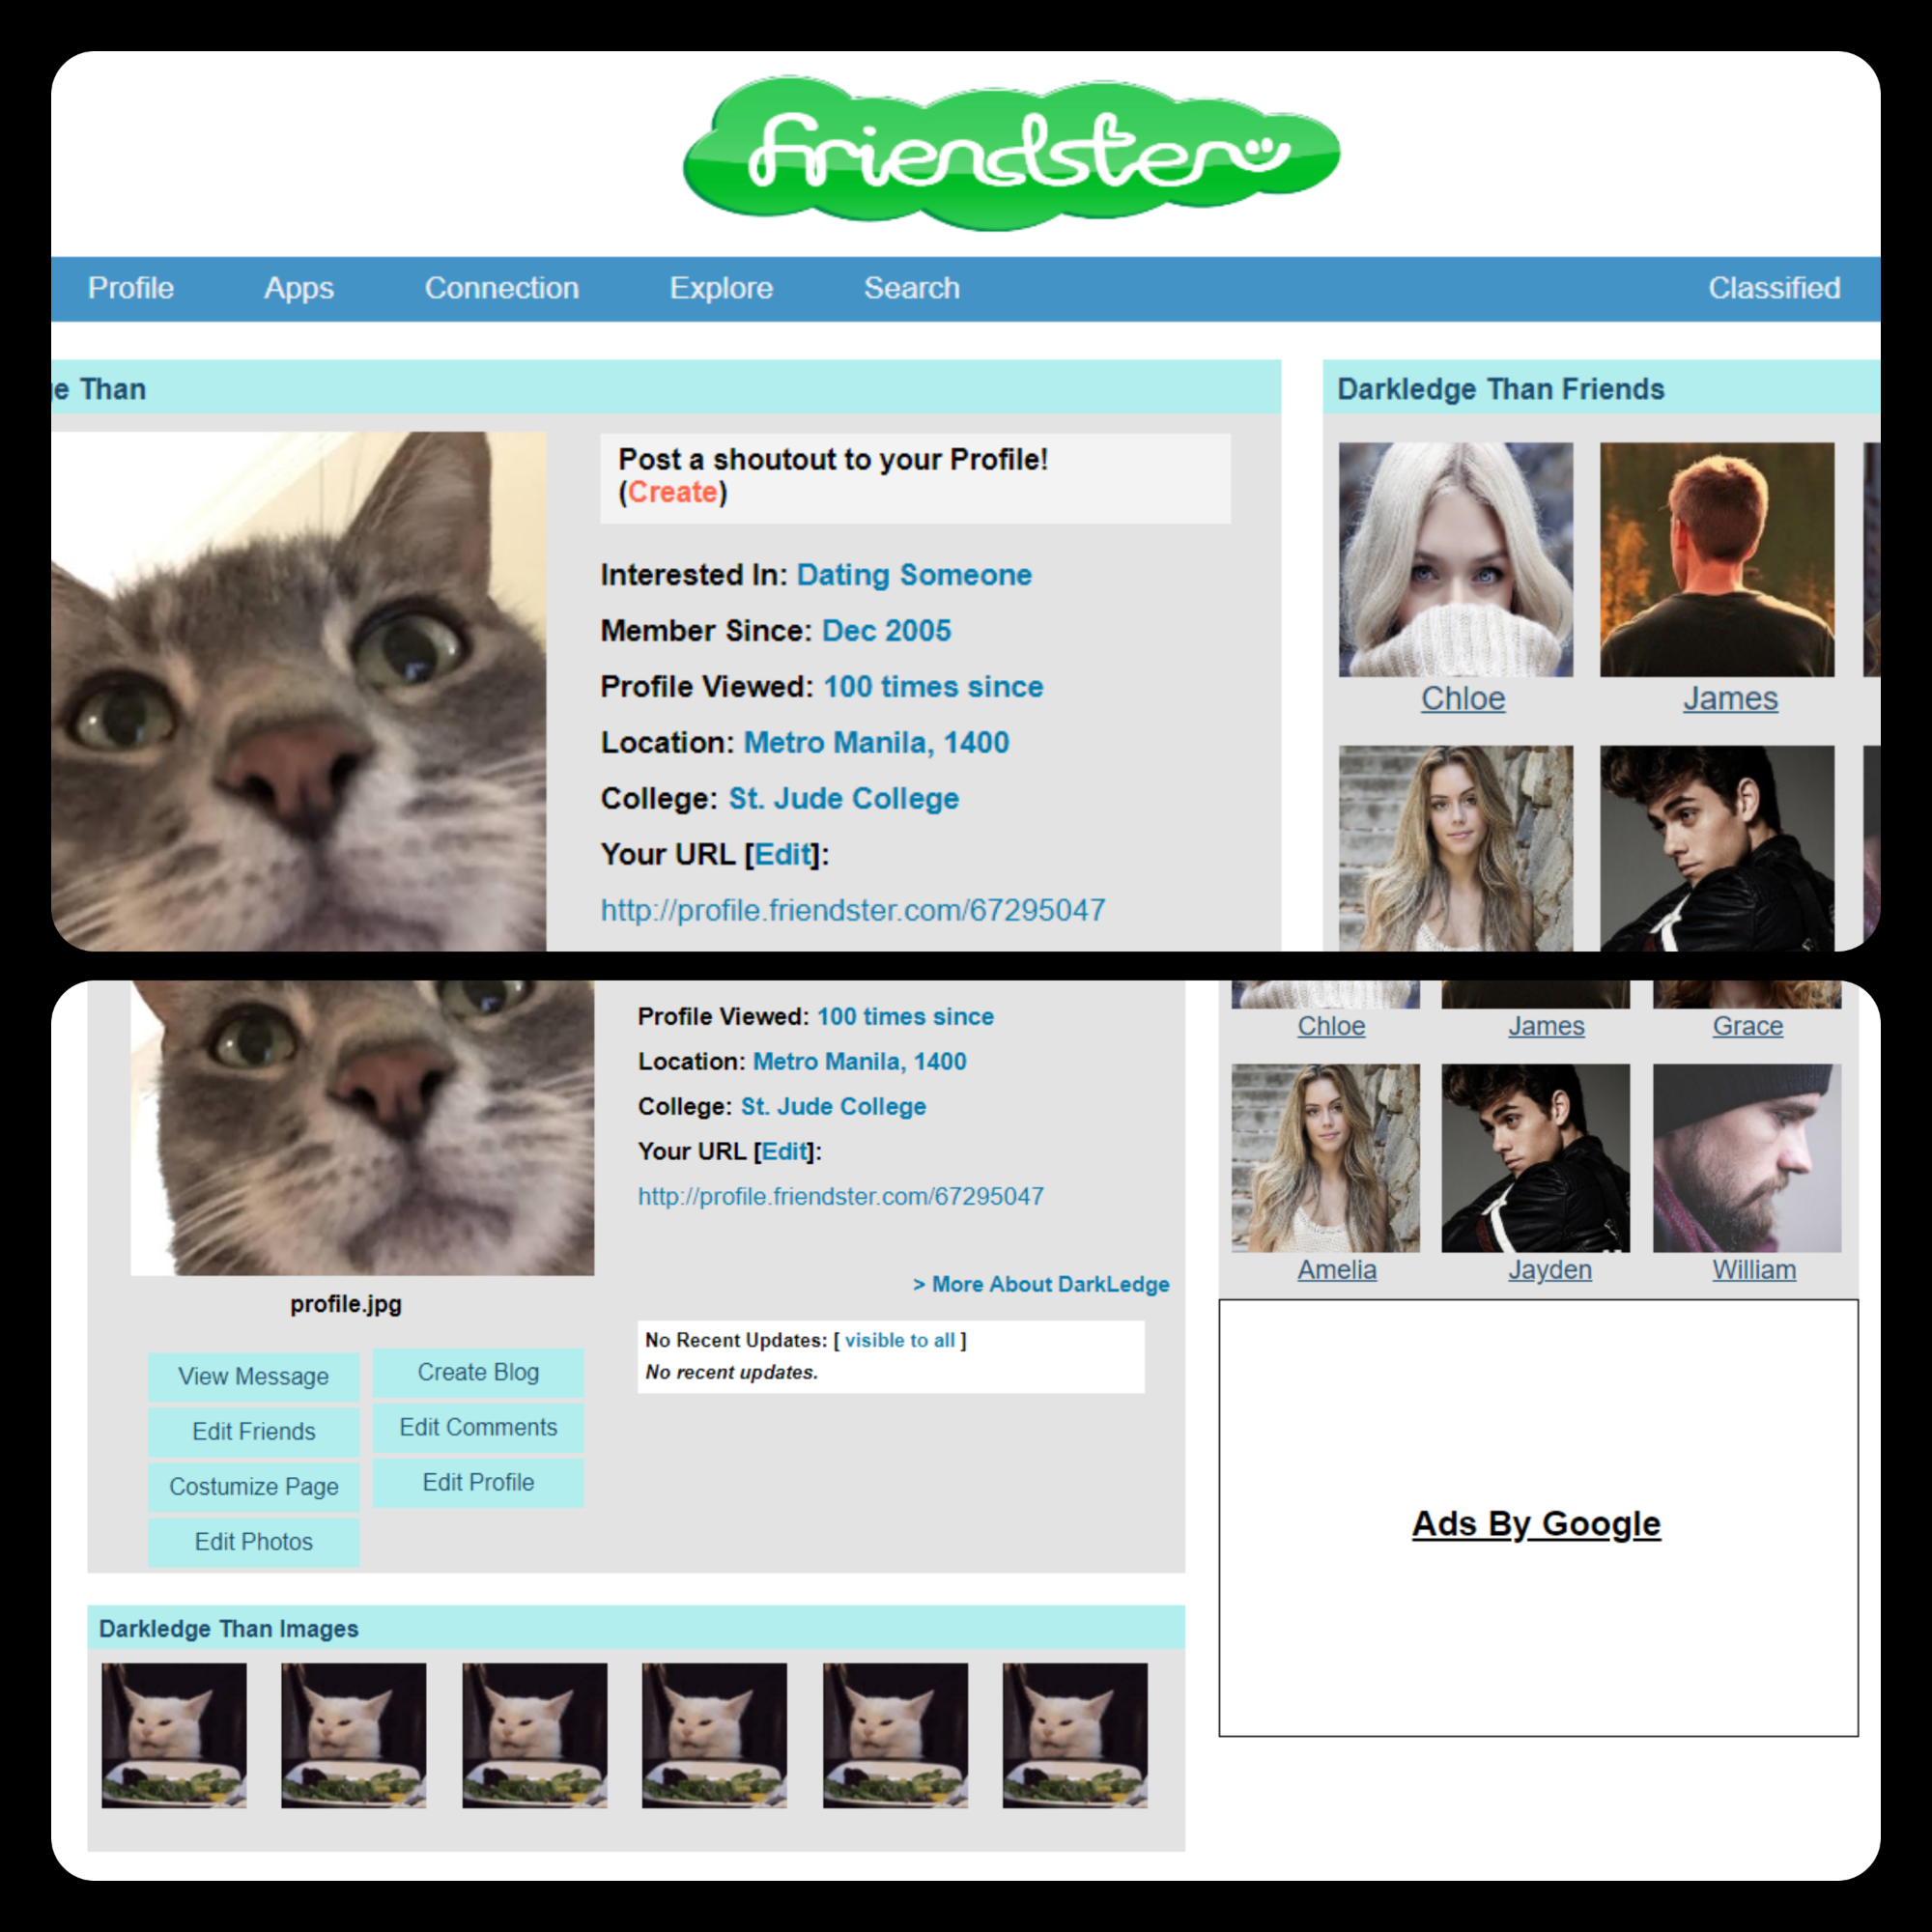 friendster
Profile Apps Connection Explore Search Classified
e Than
Post a shoutout to your Profile!
(Create)
Interested In: Dating Someone
Member Since: Dec 2005
Profile Viewed: 100 times since
Location: Metro Manila, 1400
College: St. Jude College
Your URL [Edit]:
http://profile.friendster.com/67295047
Darkledge Than Friends
Chloe James
Profile Viewed: 100 times since
Location: Metro Manila, 1400
College: St. Jude College
Your URL [Edit]:
http://profile.friendster.com/67295047
> More About DarkLedge
No Recent Updates: [ visible to all ]
No recent updates.
profile.jpg
View Message Create Blog
Edit Friends Edit Comments
Costumize Page Edit Profile
Edit Photos
Chloe James Grace
Amelia Jayden William
Ads By Google
Darkledge Than Images